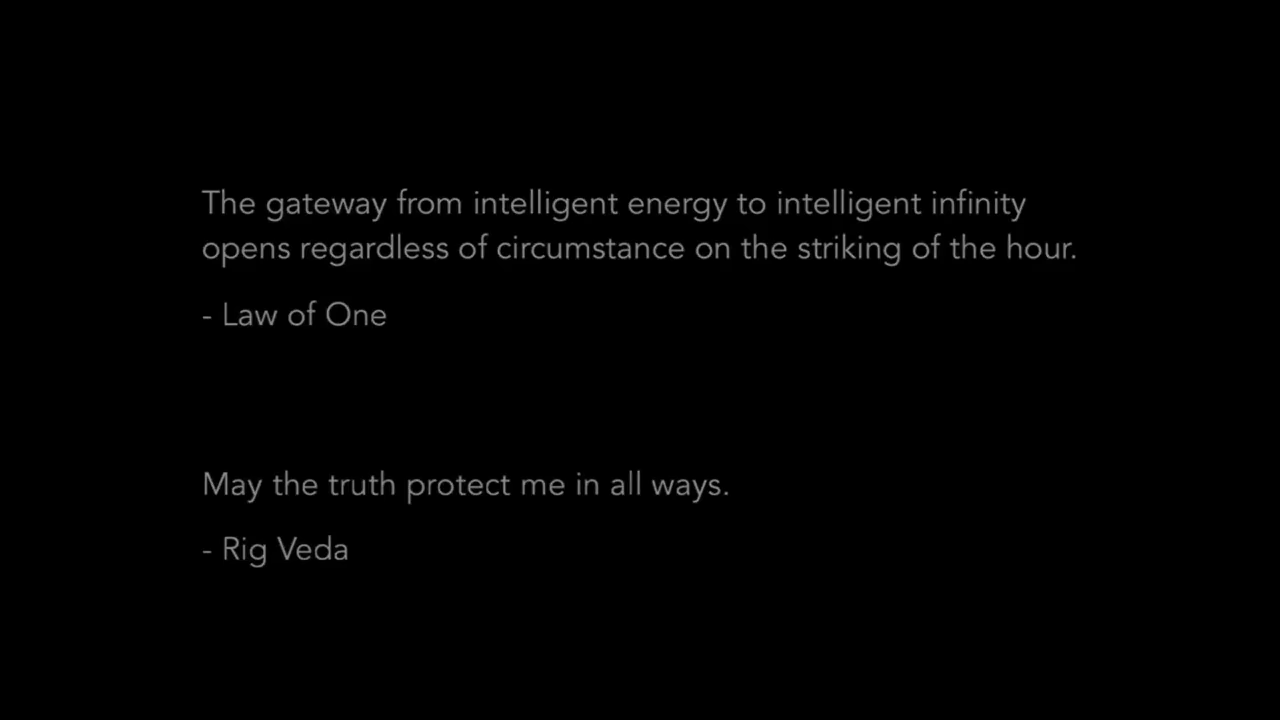 The gateway from intelligent energy to intelligent infinity
opens regardless of circumstance on the striking of the hour.
- Law of One
May the truth protect me in all ways.
- Rig Veda